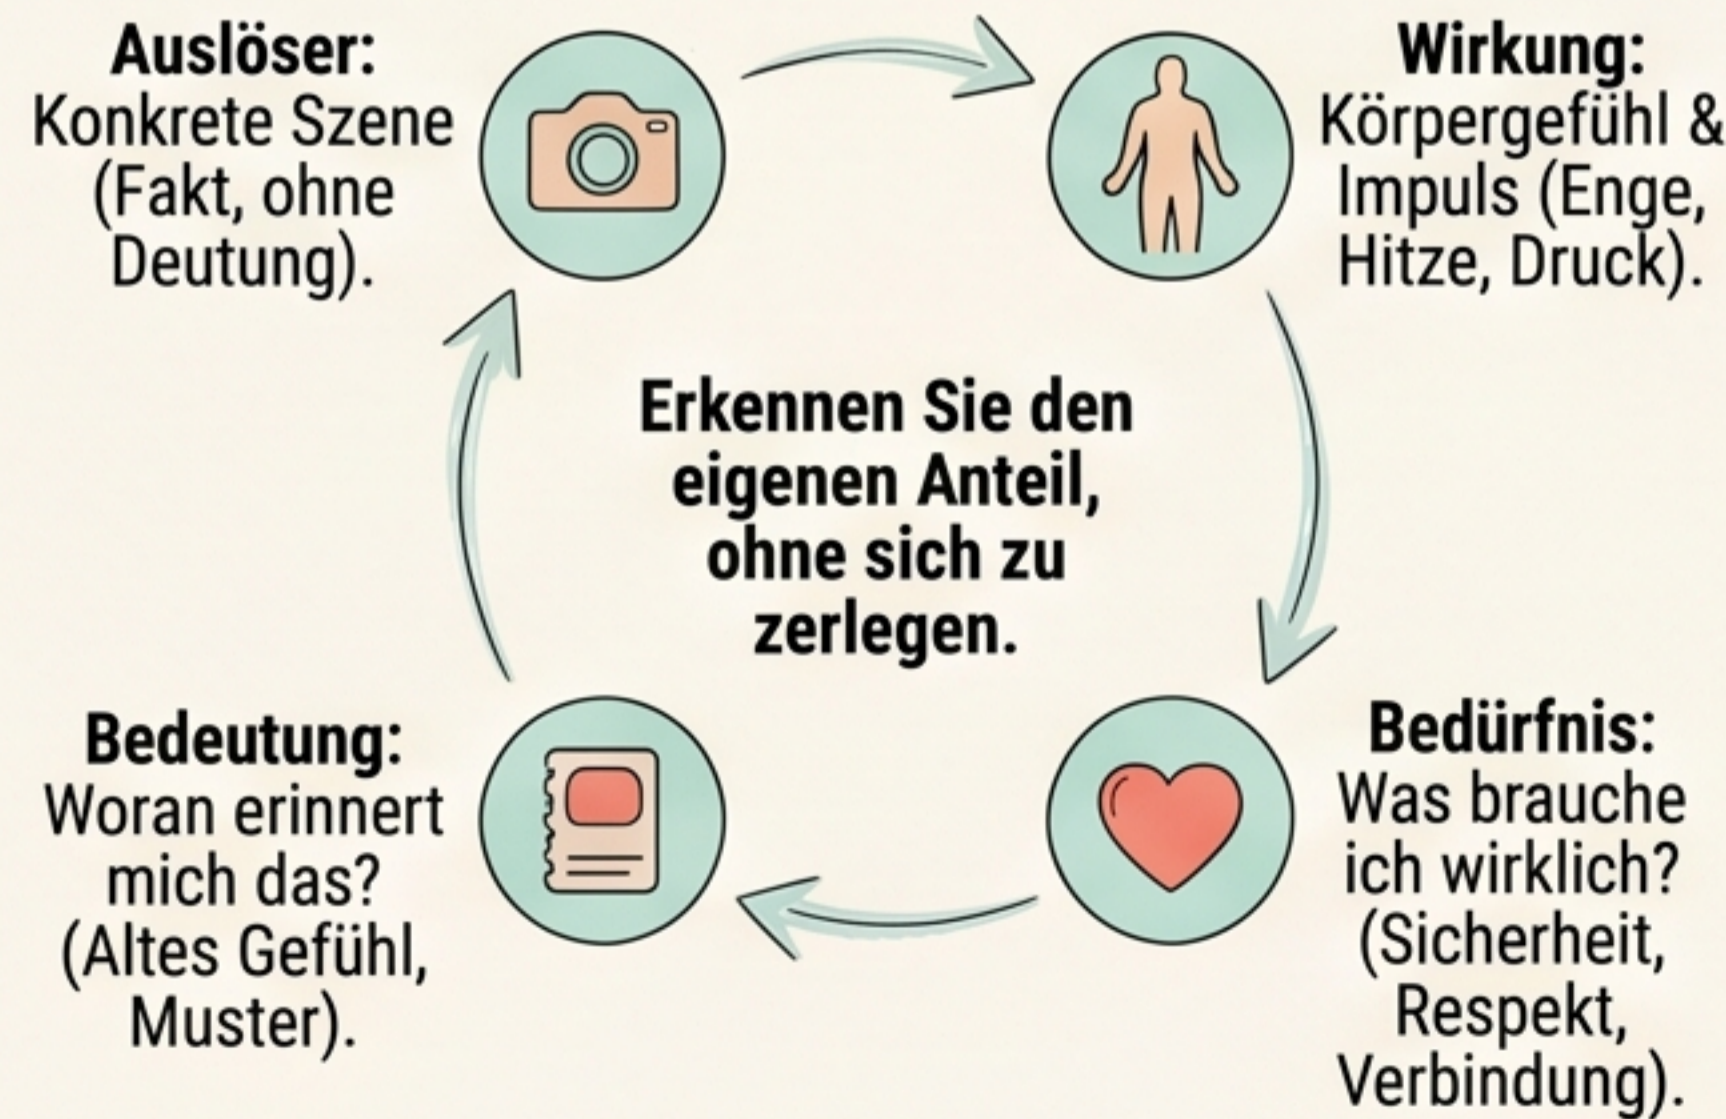 Auslöser:
Konkrete Szene
(Fakt, ohne
Deutung).
Wirkung:
Körpergefühl &
Impuls (Enge,
Hitze, Druck).
Erkennen Sie den
eigenen Anteil,
ohne sich zu
zerlegen.
Bedeutung:
Woran erinnert
mich das?
(Altes Gefühl,
Muster).
Bedürfnis:
Was brauche
ich wirklich?
(Sicherheit,
Respekt,
Verbindung).